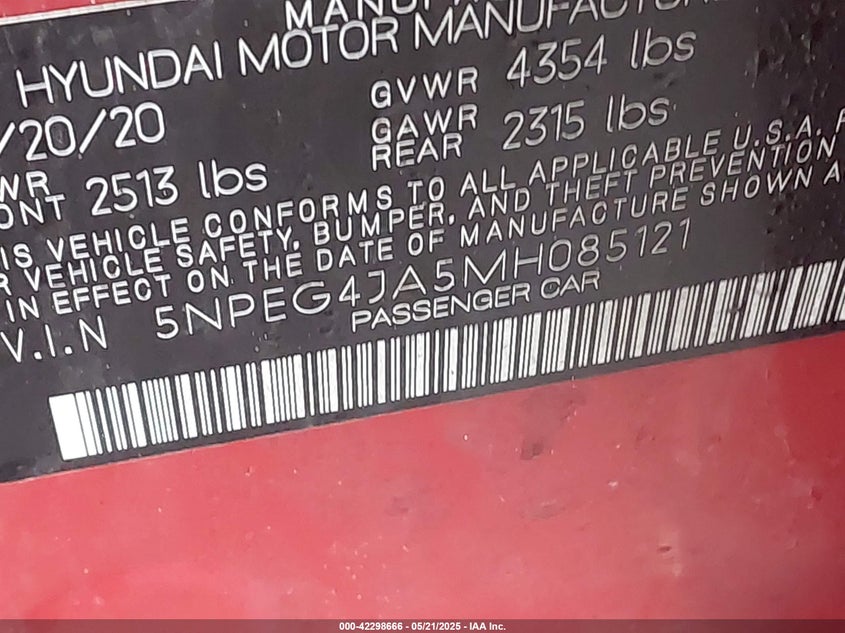 MANUFA
HYUNDAI MOTOR MANUFACTUR
/20/20 GVWR 4354 lbs
WR
ONT 2513 lbs GAWR
REAR 2315 lbs
IS VEHICLE CONFORMS TO ALL APPLICABLE U.S.A. F
R VEHICLE SAFETY, BUMPER, AND THEFT PREVENTION
IN EFFECT ON THE DATE OF MANUFACTURE SHOWN A
V.I.N 5NPEG4JA5MH085121
PASSENGER CAR
000-42298666 - 05/21/2025 - IAA Inc.